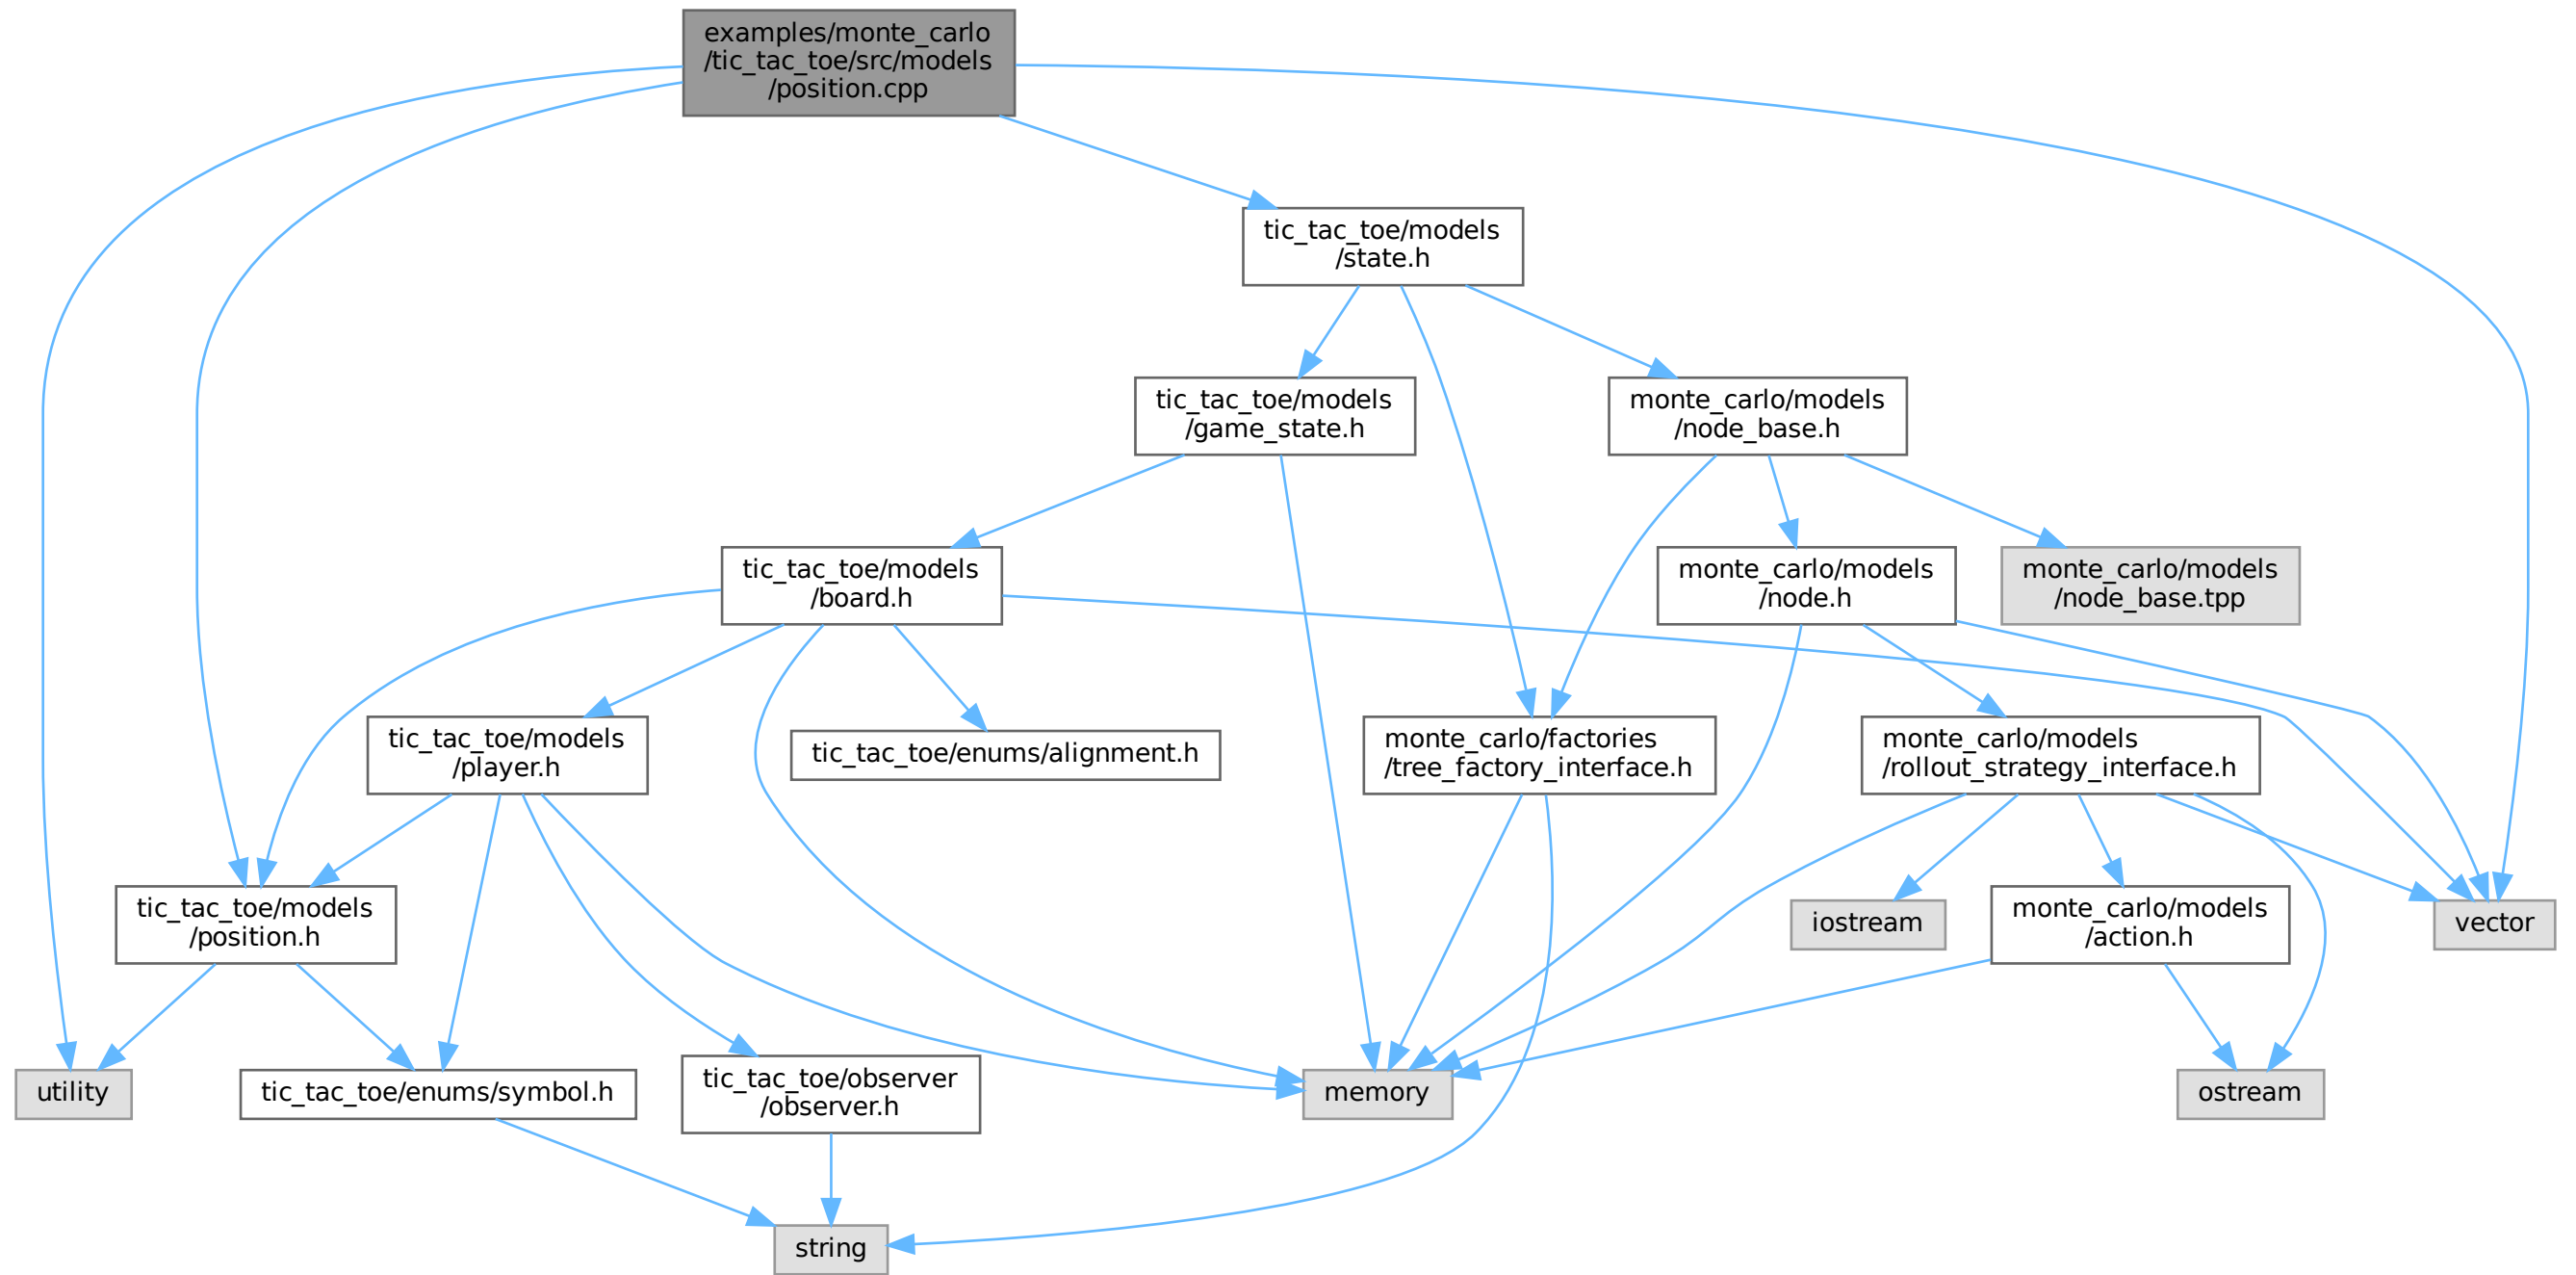 examples/monte_carlo
/tic_tac_toe/src/models
/position.cpp
tic_tac_toe/models
/state.h
tic_tac_toe/models
/game_state.h
monte_carlo/models
/node_base.h
tic_tac_toe/models
/board.h
monte_carlo/models
/node.h
monte_carlo/models
/node_base.tpp
tic_tac_toe/models
/player.h
tic_tac_toe/enums/alignment.h
monte_carlo/factories
/tree_factory_interface.h
monte_carlo/models
/rollout_strategy_interface.h
tic_tac_toe/models
/position.h
iostream
monte_carlo/models
/action.h
vector
utility
tic_tac_toe/enums/symbol.h
tic_tac_toe/observer
/observer.h
memory
ostream
string